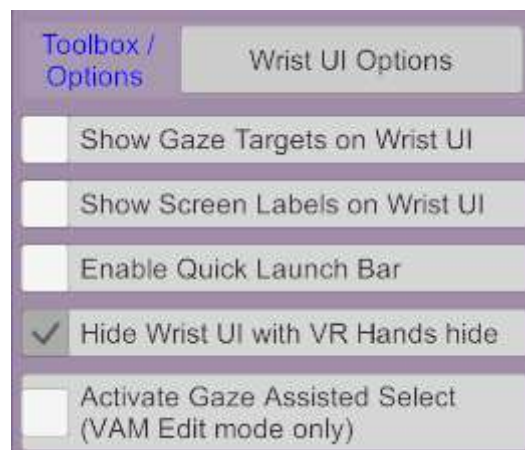 Toolbox /
Options
Wrist UI Options
Show Gaze Targets on Wrist UI
Show Screen Labels on Wrist UI
Enable Quick Launch Bar
Hide Wrist UI with VR Hands hide
Activate Gaze Assisted Select
(VAM Edit mode only)